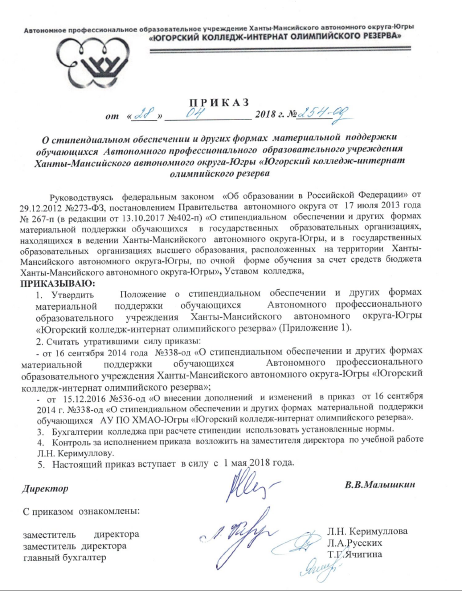 Автономное профессиональное образовательное учреждение Ханты-Мансийского автономного округа-Югры
«ЮГОРСКИЙ КОЛЛЕДЖ-ИНТЕРНАТ ОЛИМПИЙСКОГО РЕЗЕРВА»
П Р И К А З
от «28» 04 2018 г. №254-од
О стипендиальном обеспечении и других формах материальной поддержки
обучающихся Автономного профессионального образовательного учреждения
Ханты-Мансийского автономного округа-Югры «Югорский колледж-интернат
олимпийского резерва
Руководствуясь федеральным законом «Об образовании в Российской Федерации» от
29.12.2012 №273-ФЗ, постановлением Правительства автономного округа от 17 июля 2013 года
№ 267-п (в редакции от 13.10.2017 №402-п) «О стипендиальном обеспечении и других формах
материальной поддержки обучающихся в государственных образовательных организациях,
находящихся в ведении Ханты-Мансийского автономного округа-Югры, и в государственных
образовательных организациях высшего образования, расположенных на территории Ханты-
Мансийского автономного округа-Югры, по очной форме обучения за счет средств бюджета
Ханты-Мансийского автономного округа-Югры», Уставом колледжа,
ПРИКАЗЫВАЮ:
1. Утвердить Положение о стипендиальном обеспечении и других формах
материальной поддержки обучающихся Автономного профессионального
образовательного учреждения Ханты-Мансийского автономного округа-Югры
«Югорский колледж-интернат олимпийского резерва» (Приложение 1).
2. Считать утратившими силу приказы:
- от 16 сентября 2014 года №338-од «О стипендиальном обеспечении и других формах
материальной поддержки обучающихся Автономного профессионального
образовательного учреждения Ханты-Мансийского автономного округа-Югры «Югорский
колледж-интернат олимпийского резерва»;
- от 15.12.2016 №536-од «О внесении дополнений и изменений в приказ от 16 сентября
2014 г. №338-од «О стипендиальном обеспечении и других формах материальной поддержки
обучающихся АУ ПО ХМАО-Югры «Югорский колледж-интернат олимпийского резерва».
3. Бухгалтерии колледжа при расчете стипендии использовать установленные нормы.
4. Контроль за исполнением приказа возложить на заместителя директора по учебной работе
Л.Н. Керимуллову.
5. Настоящий приказ вступает в силу с 1 мая 2018 года.
Директор В.В.Малышкин
С приказом ознакомлены:
заместитель директора Л.Н. Керимуллова
заместитель директора Л.А.Русских
главный бухгалтер Т.Г.Ячигина